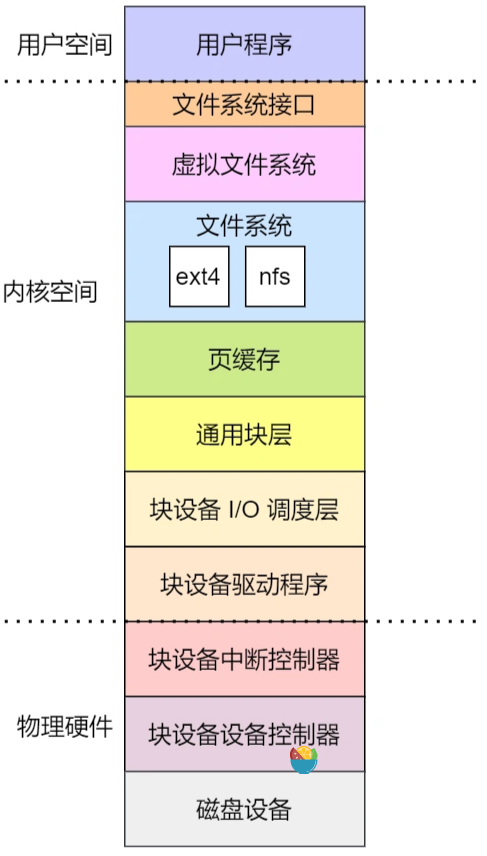 用户空间
用户程序
文件系统接口
虚拟文件系统
文件系统
ext4
nfs
内核空间
页缓存
通用块层
块设备 I/O 调度层
块设备驱动程序
块设备中断控制器
物理硬件
块设备设备控制器
磁盘设备